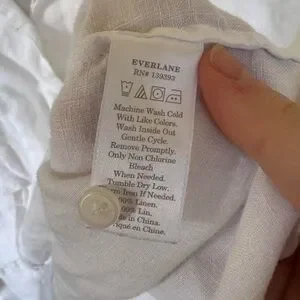 EVERLANE
RN# 139393
Machine Wash Cold
With Like Colors.
Wash Inside Out
Gentle Cycle.
Remove Promptly.
Only Non Chlorine
Bleach
When Needed.
Tumble Dry Low.
Iron If Needed.
100% Linen.
100% Lin.
in China.
en Chine